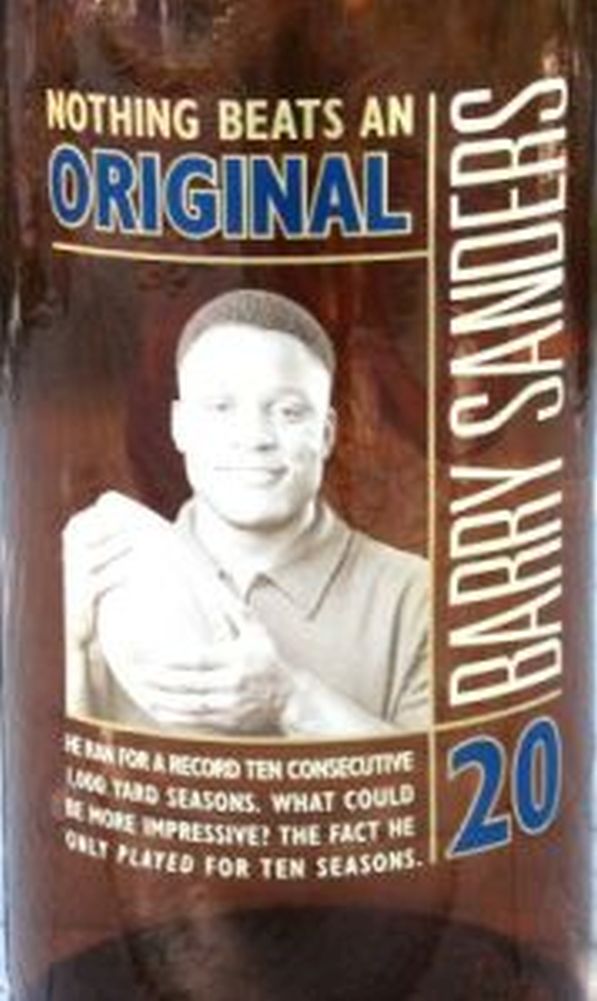 NOTHING BEATS AN
ORIGINAL
BARRY SANDERS
20
HE RAN FOR A RECORD TEN CONSECUTIVE
1,000 YARD SEASONS. WHAT COULD
BE MORE IMPRESSIVE? THE FACT HE
ONLY PLAYED FOR TEN SEASONS.